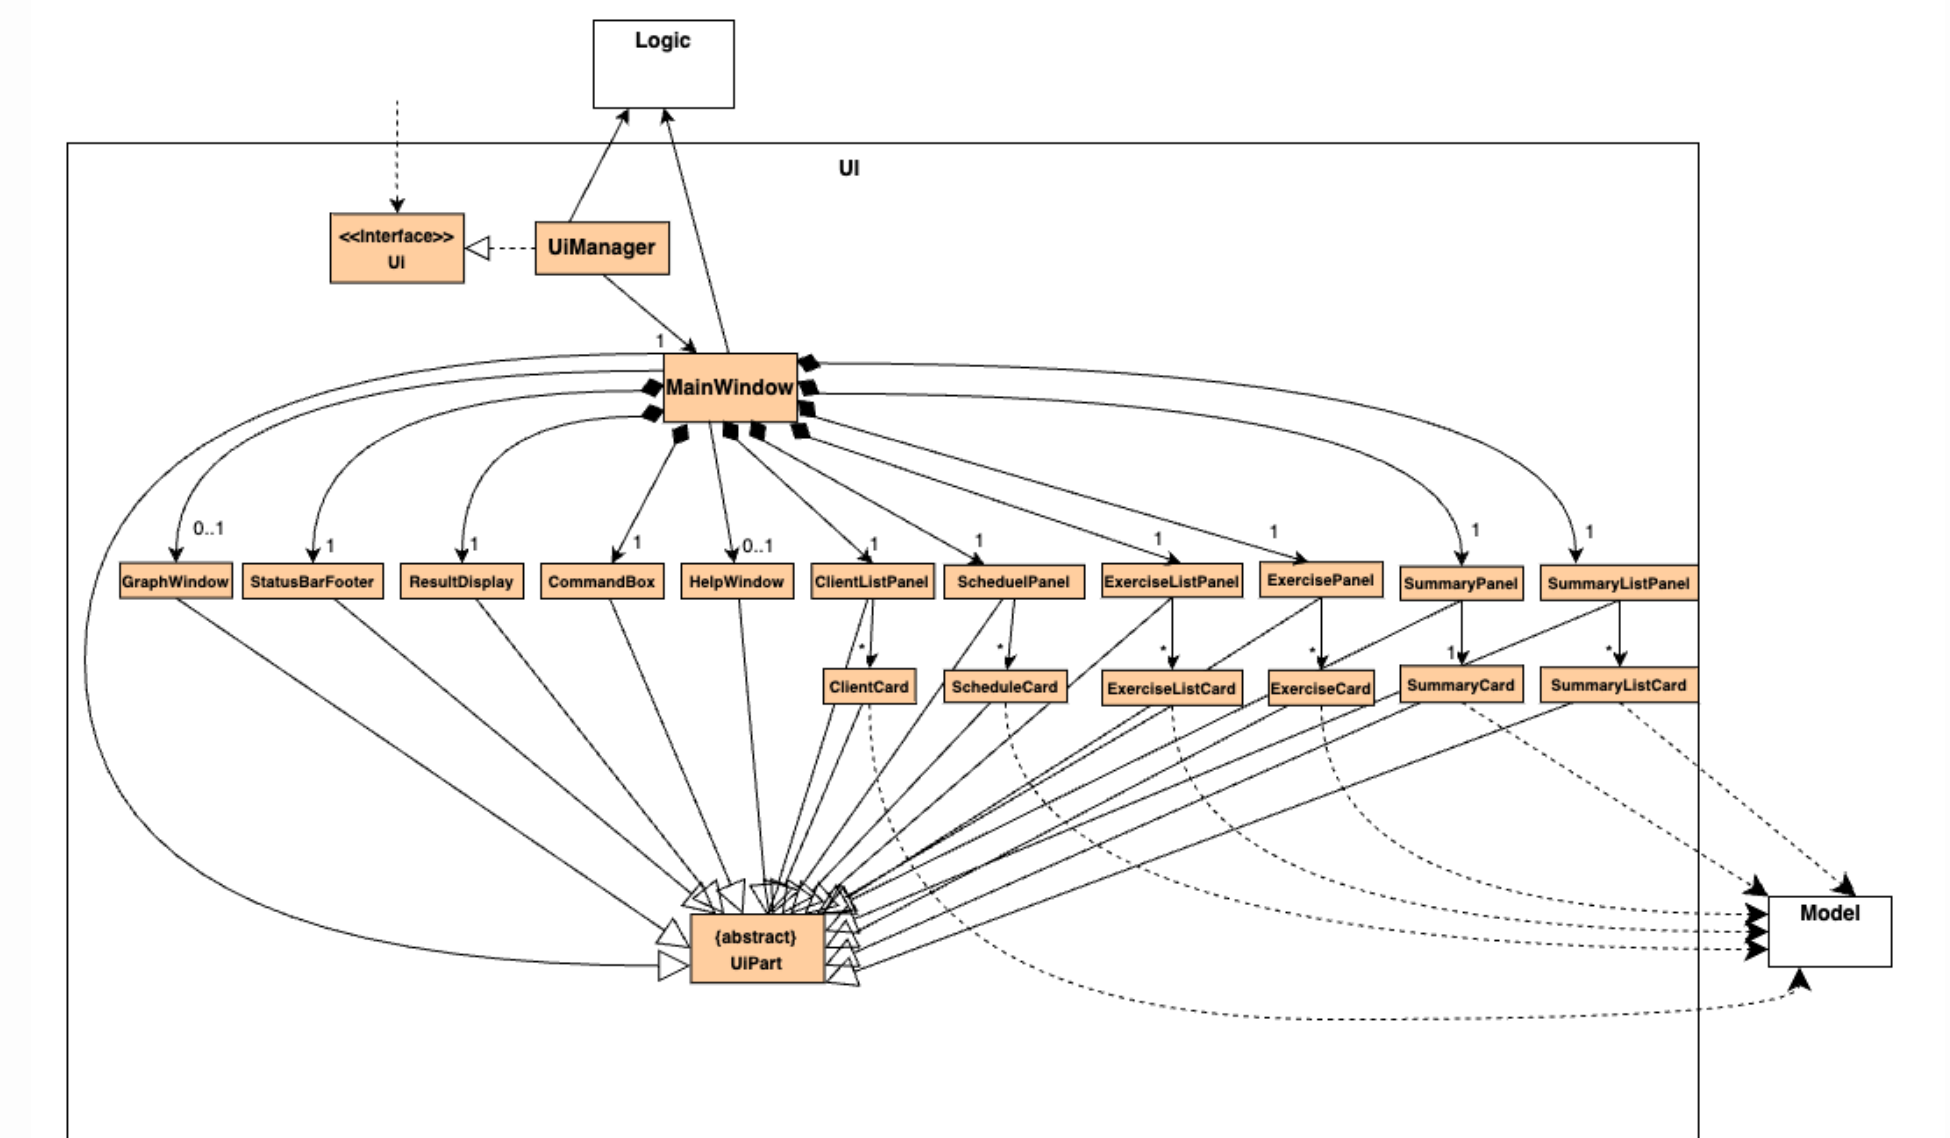 Logic
UI
<<Interface>>
Ui
UiManager
1
MainWindow
0..1
1
1
1
0..1
1
1
1
1
1
1
GraphWindow
StatusBarFooter
ResultDisplay
CommandBox
HelpWindow
ClientListPanel
ScheduelPanel
ExerciseListPanel
ExercisePanel
SummaryPanel
SummaryListPanel
*
*
*
*
1
*
ClientCard
ScheduleCard
ExerciseListCard
ExerciseCard
SummaryCard
SummaryListCard
{abstract}
UiPart
Model